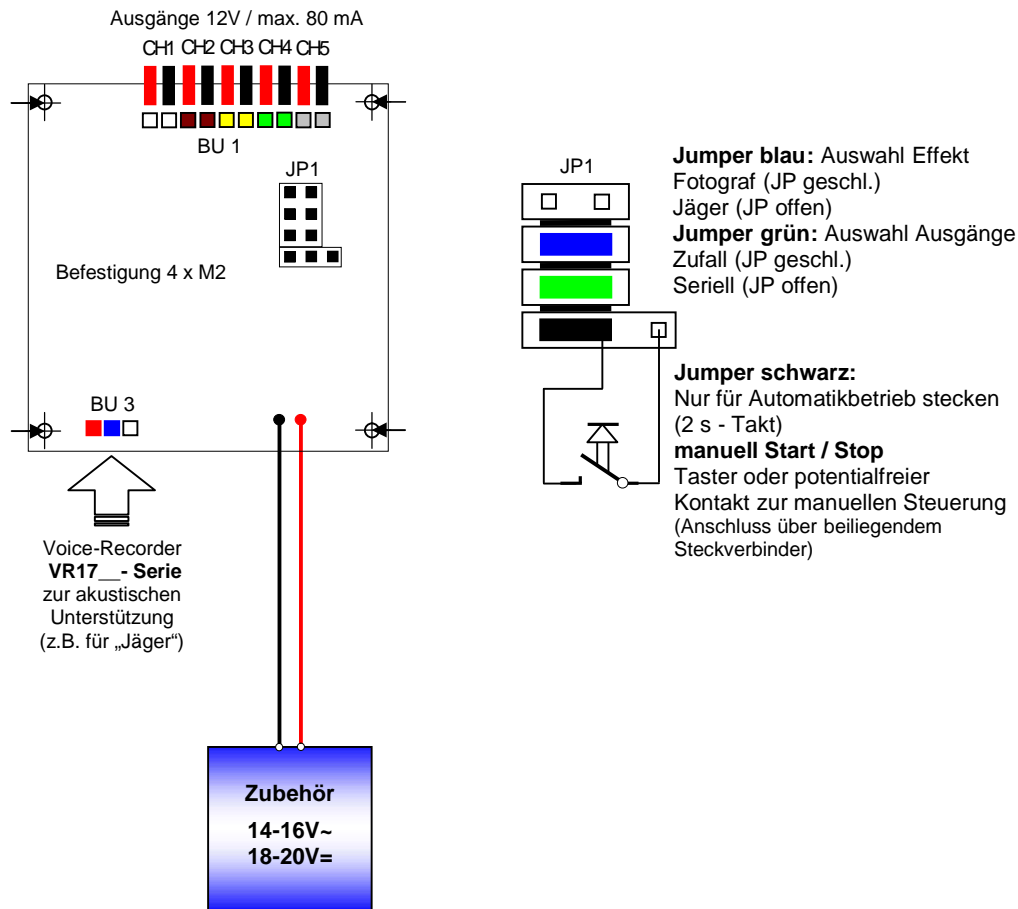 Ausgänge 12V / max. 80 mA
CH1 CH2 CH3 CH4 CH5
BU 1
JP1
Befestigung 4 x M2
BU 3
Voice-Recorder
VR17__- Serie
zur akustischen
Unterstützung
(z.B. für „Jäger“)
Zubehör
14-16V~
18-20V=
JP1
Jumper blau: Auswahl Effekt
Fotograf (JP geschl.)
Jäger (JP offen)
Jumper grün: Auswahl Ausgänge
Zufall (JP geschl.)
Seriell (JP offen)
Jumper schwarz:
Nur für Automatikbetrieb stecken
(2 s - Takt)
manuell Start / Stop
Taster oder potentialfreier
Kontakt zur manuellen Steuerung
(Anschluss über beiliegendem
Steckverbinder)